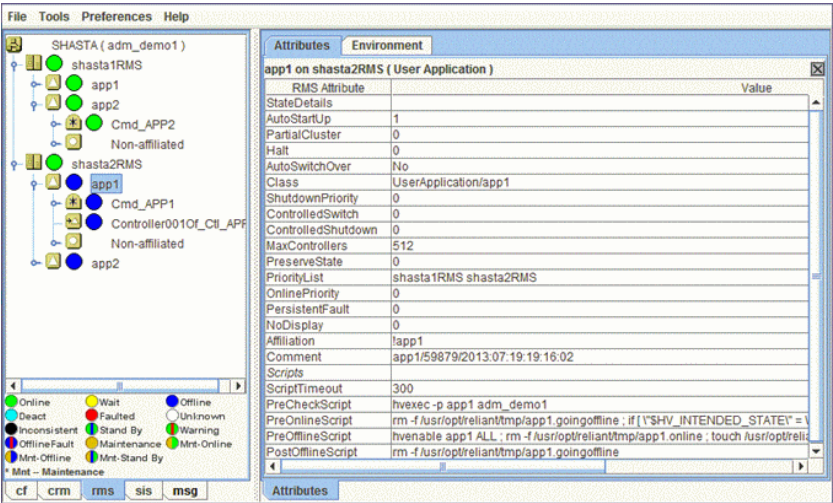 File Tools Preferences Help
SHASTA ( adm_demo1 )
shasta1RMS
app1
app2
Cmd_APP2
Non-affiliated
shasta2RMS
app1
Cmd_APP1
Controller001Of_Ctl_APF
Non-affiliated
app2
Online Wait Offline
Deact Faulted Unknown
Inconsistent Stand By Warning
OfflineFault Maintenance Mnt-Online
Mnt-Offline Mnt-Stand By
* Mnt -- Maintenance
cf crm rms sis msg
Attributes Environment
app1 on shasta2RMS ( User Application )
RMS Attribute Value
StateDetails
AutoStartUp 1
PartialCluster 0
Halt 0
AutoSwitchOver No
Class UserApplication/app1
ShutdownPriority 0
ControlledSwitch 0
ControlledShutdown 0
MaxControllers 512
PreserveState 0
PriorityList shasta1RMS shasta2RMS
OnlinePriority 0
PersistentFault 0
NoDisplay 0
Affiliation !app1
Comment app1/59879/2013:07:19:19:16:02
Scripts
ScriptTimeout 300
PreCheckScript hvexec -p app1 adm_demo1
PreOnlineScript rm -f /usr/opt/reliant/tmp/app1.goingoffline ; if [ \"$HV_INTENDED_STATE\" = \
PreOfflineScript hvenable app1 ALL ; rm -f /usr/opt/reliant/tmp/app1.online ; touch /usr/opt/relia
PostOfflineScript rm -f /usr/opt/reliant/tmp/app1.goingoffline
Attributes